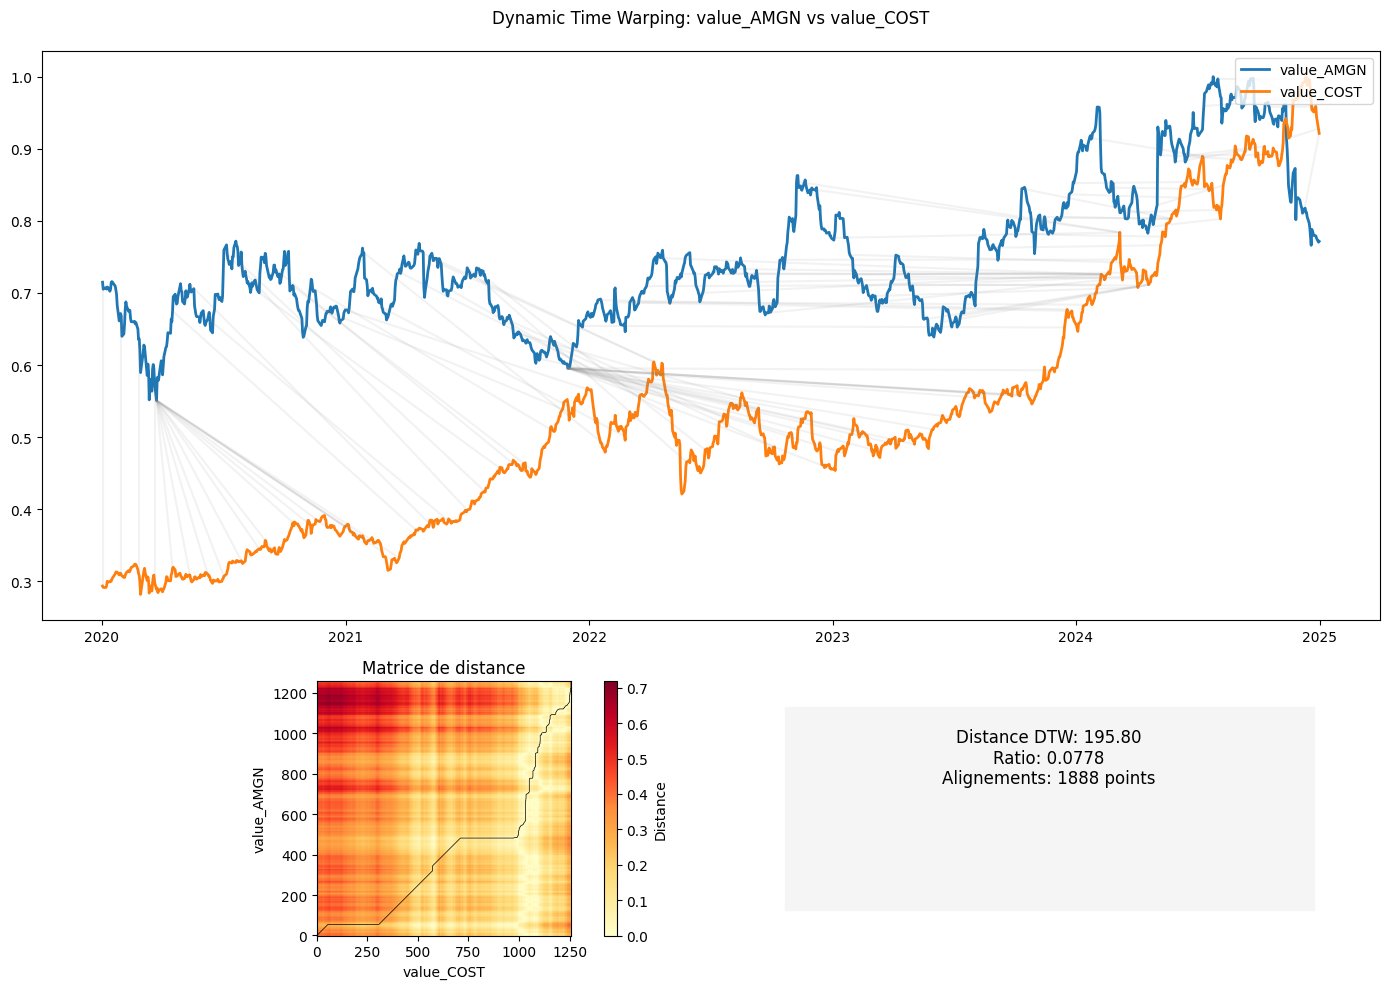 Dynamic Time Warping: value_AMGN vs value_COST
1.0
0.9
0.8
0.7
0.6
0.5
0.4
0.3
value_AMGN
value_COST
2020 2021 2022 2023 2024 2025
Matrice de distance
1200
1000
800
600
400
200
0
value_AMGN
0 250 500 750 1000 1250
value_COST
0.7
0.6
0.5
0.4
0.3
0.2
0.1
0.0
Distance
Distance DTW: 195.80
Ratio: 0.0778
Alignements: 1888 points